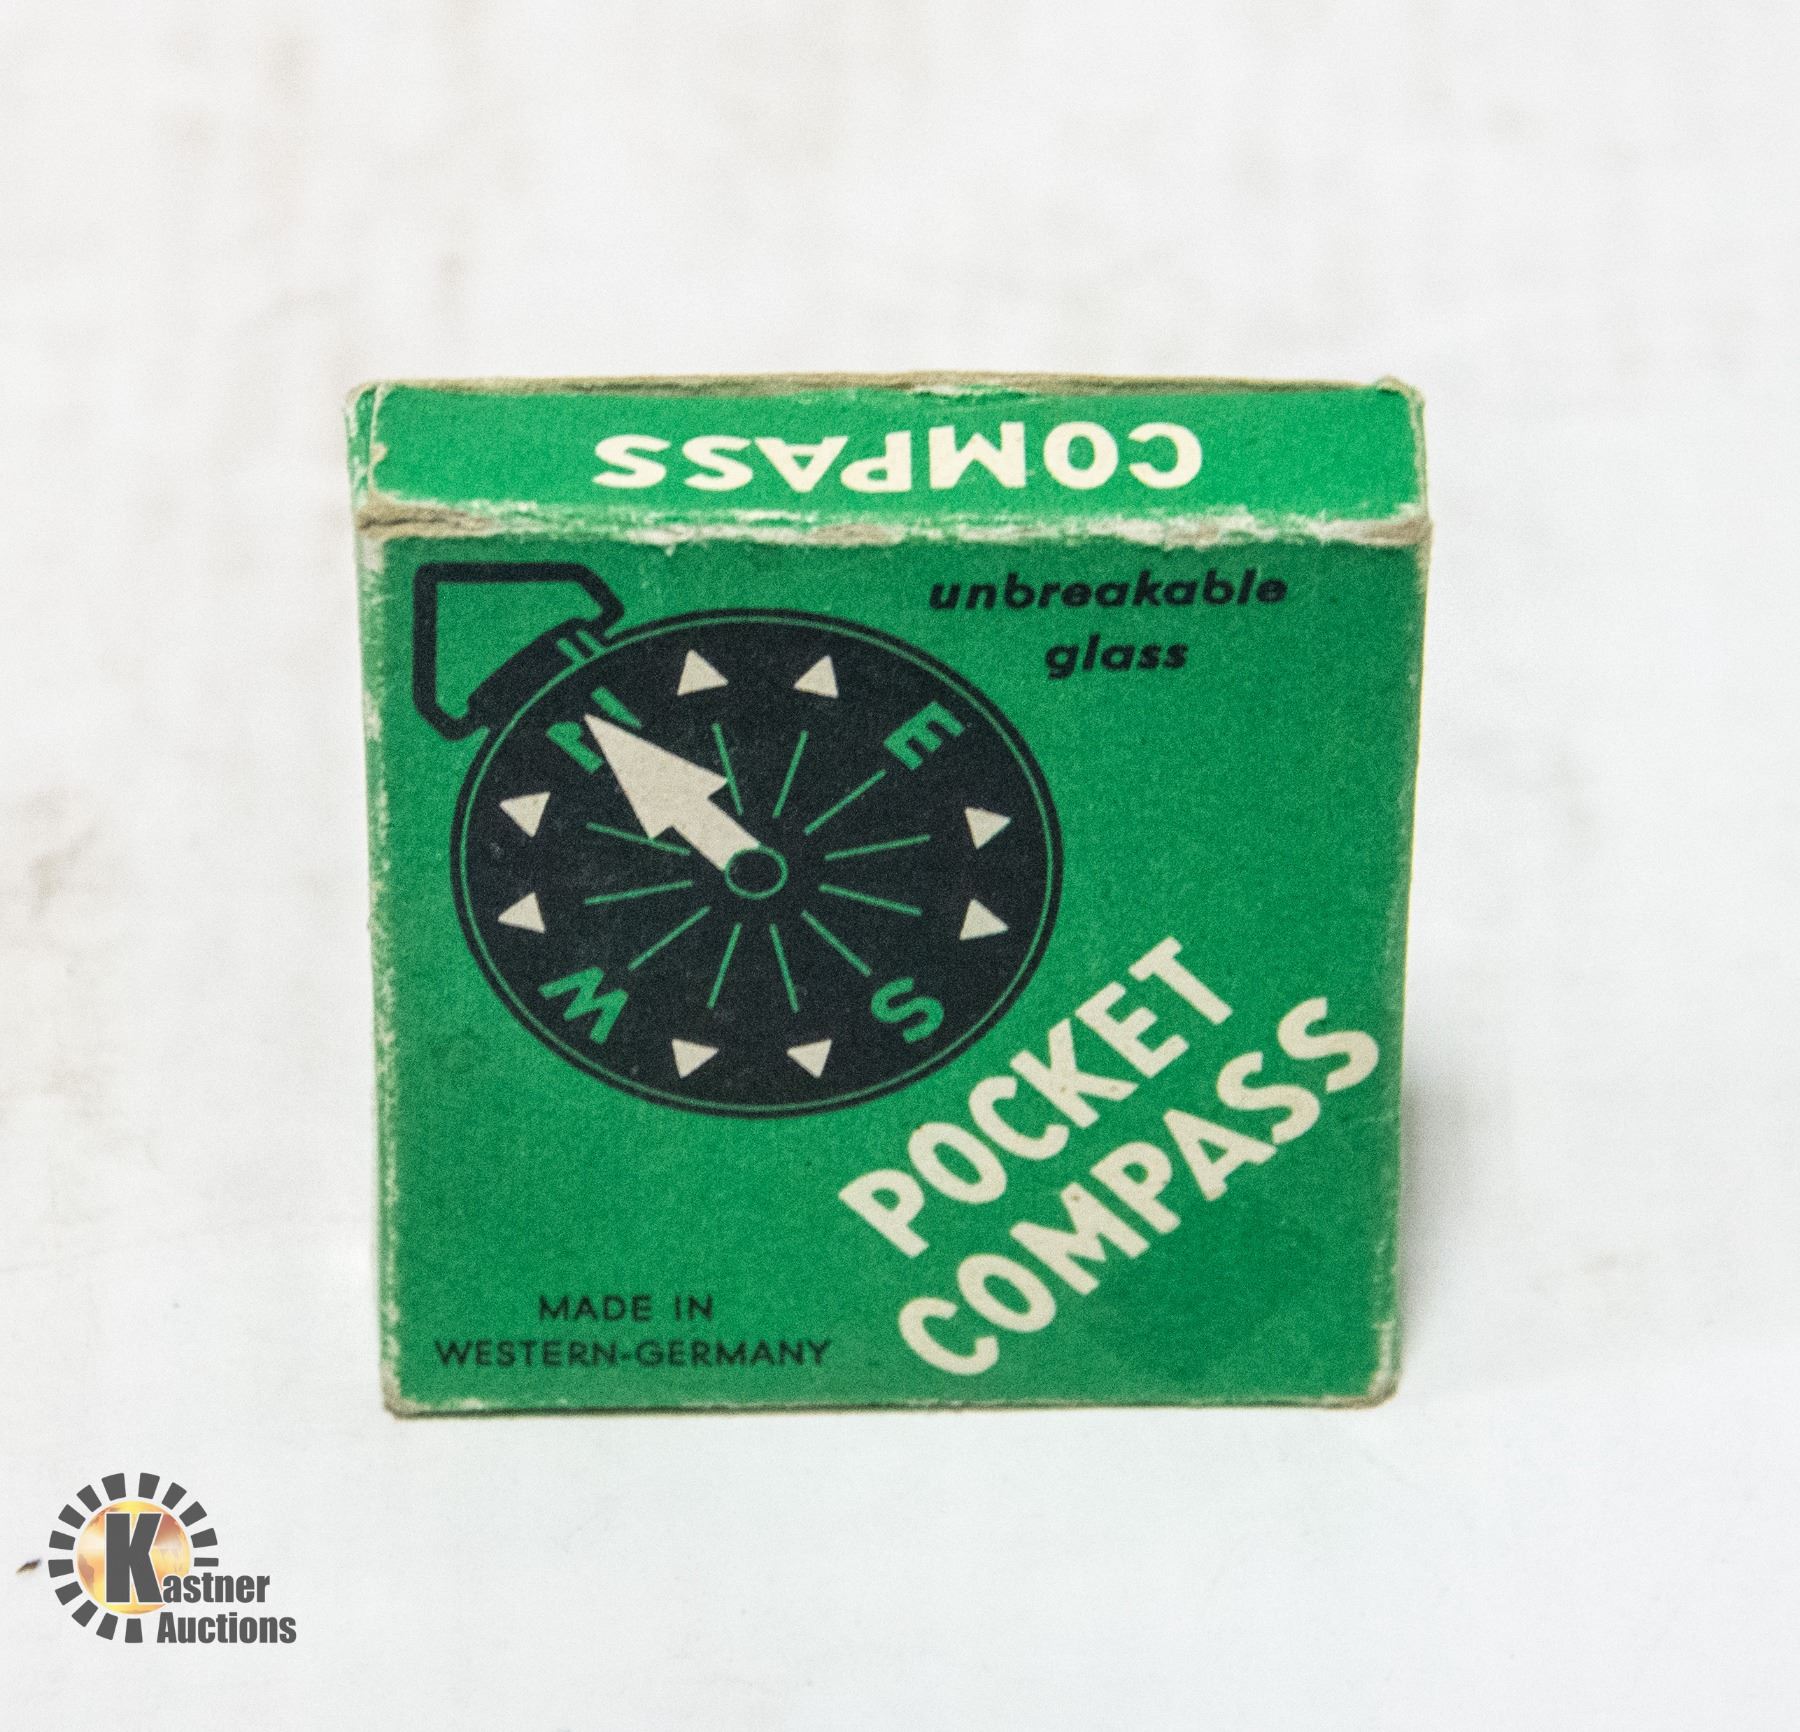 COMPASS
unbreakable
glass
N
E
W
S
POCKET
COMPASS
MADE IN
WESTERN-GERMANY
Kastner
Auctions